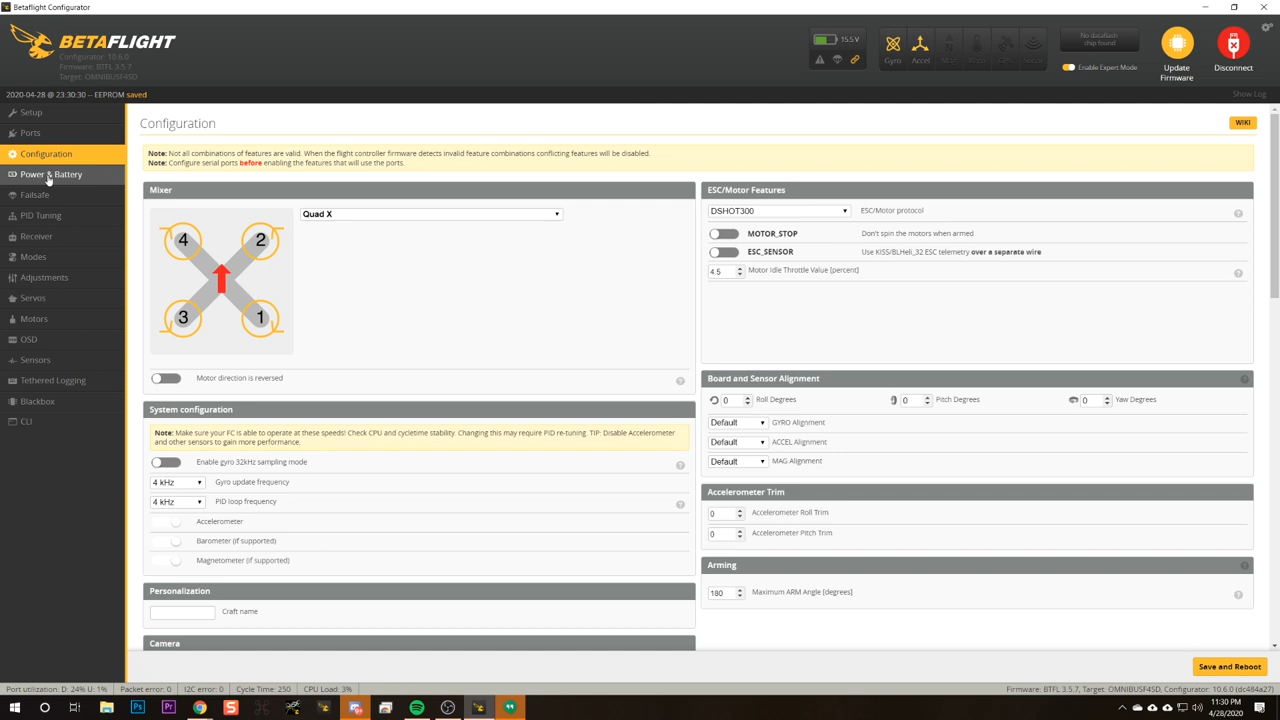 Betaflight Configurator
BETAFLIGHT
Configurator: 10.6.0
Firmware: BTFL 3.5.7
Target: OMNIBUSF4SD
15.5 V
Gyro
Accel
No dataflash
chip found
Enable Expert Mode
Update
Firmware
Disconnect
2020-04-28 @ 23:30:30 -- EEPROM saved
Show Log
Setup
Ports
Configuration
Power & Battery
Failsafe
PID Tuning
Receiver
Modes
Adjustments
Servos
Motors
OSD
Sensors
Tethered Logging
Blackbox
CLI
Configuration
WIKI
Note: Not all combinations of features are valid. When the flight controller firmware detects invalid feature combinations conflicting features will be disabled.
Note: Configure serial ports before enabling the features that will use the ports.
Mixer
Quad X
4
2
3
1
Motor direction is reversed
?
System configuration
Note: Make sure your FC is able to operate at these speeds! Check CPU and cycletime stability. Changing this may require PID re-tuning. TIP: Disable Accelerometer
and other sensors to gain more performance.
Enable gyro 32kHz sampling mode
?
4 kHz
Gyro update frequency
4 kHz
PID loop frequency
?
Accelerometer
Barometer (if supported)
Magnetometer (if supported)
Personalization
Craft name
Camera
ESC/Motor Features
DSHOT300
ESC/Motor protocol
?
MOTOR_STOP
Don't spin the motors when armed
ESC_SENSOR
Use KISS/BLHeli_32 ESC telemetry over a separate wire
4.5
Motor Idle Throttle Value [percent]
?
Board and Sensor Alignment
?
0
Roll Degrees
0
Pitch Degrees
0
Yaw Degrees
Default
GYRO Alignment
Default
ACCEL Alignment
Default
MAG Alignment
Accelerometer Trim
0
Accelerometer Roll Trim
0
Accelerometer Pitch Trim
Arming
?
180
Maximum ARM Angle [degrees]
?
Save and Reboot
Port utilization: D: 24% U: 1%
Packet error: 0
I2C error: 0
Cycle Time: 250
CPU Load: 3%
Firmware: BTFL 3.5.7, Target: OMNIBUSF4SD, Configurator: 10.6.0 (dc484a27)
Ps
Pr
S
11:30 PM
4/28/2020